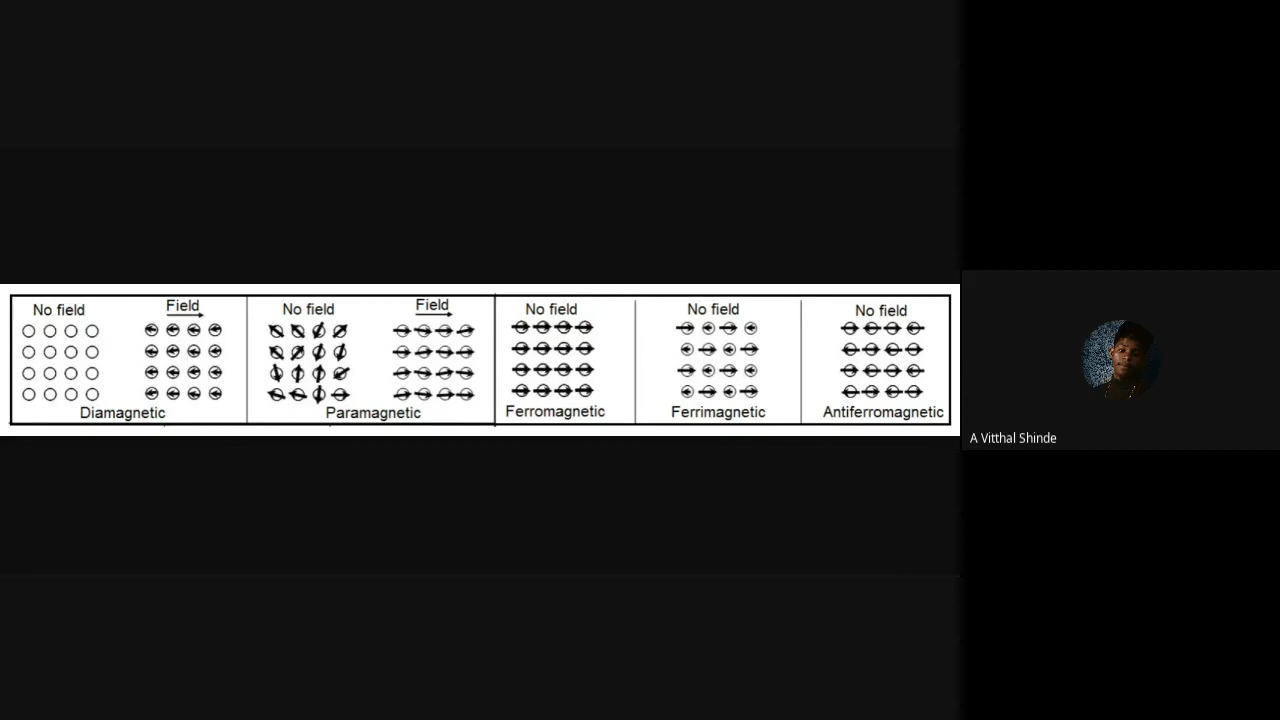 No field Field No field Field No field No field No field
Diamagnetic Paramagnetic Ferromagnetic Ferrimagnetic Antiferromagnetic
A Vitthal Shinde